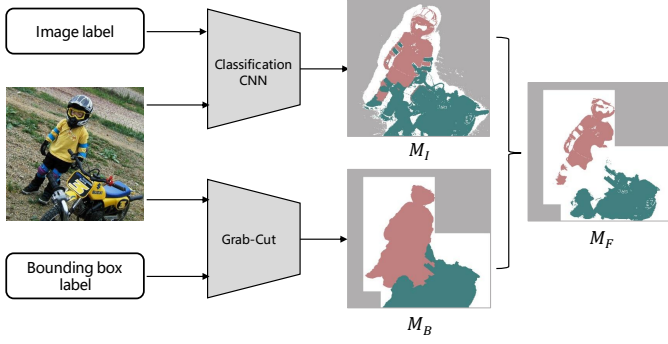 Image label
Classification
CNN
M_I
Grab-Cut
Bounding box
label
M_B
M_F